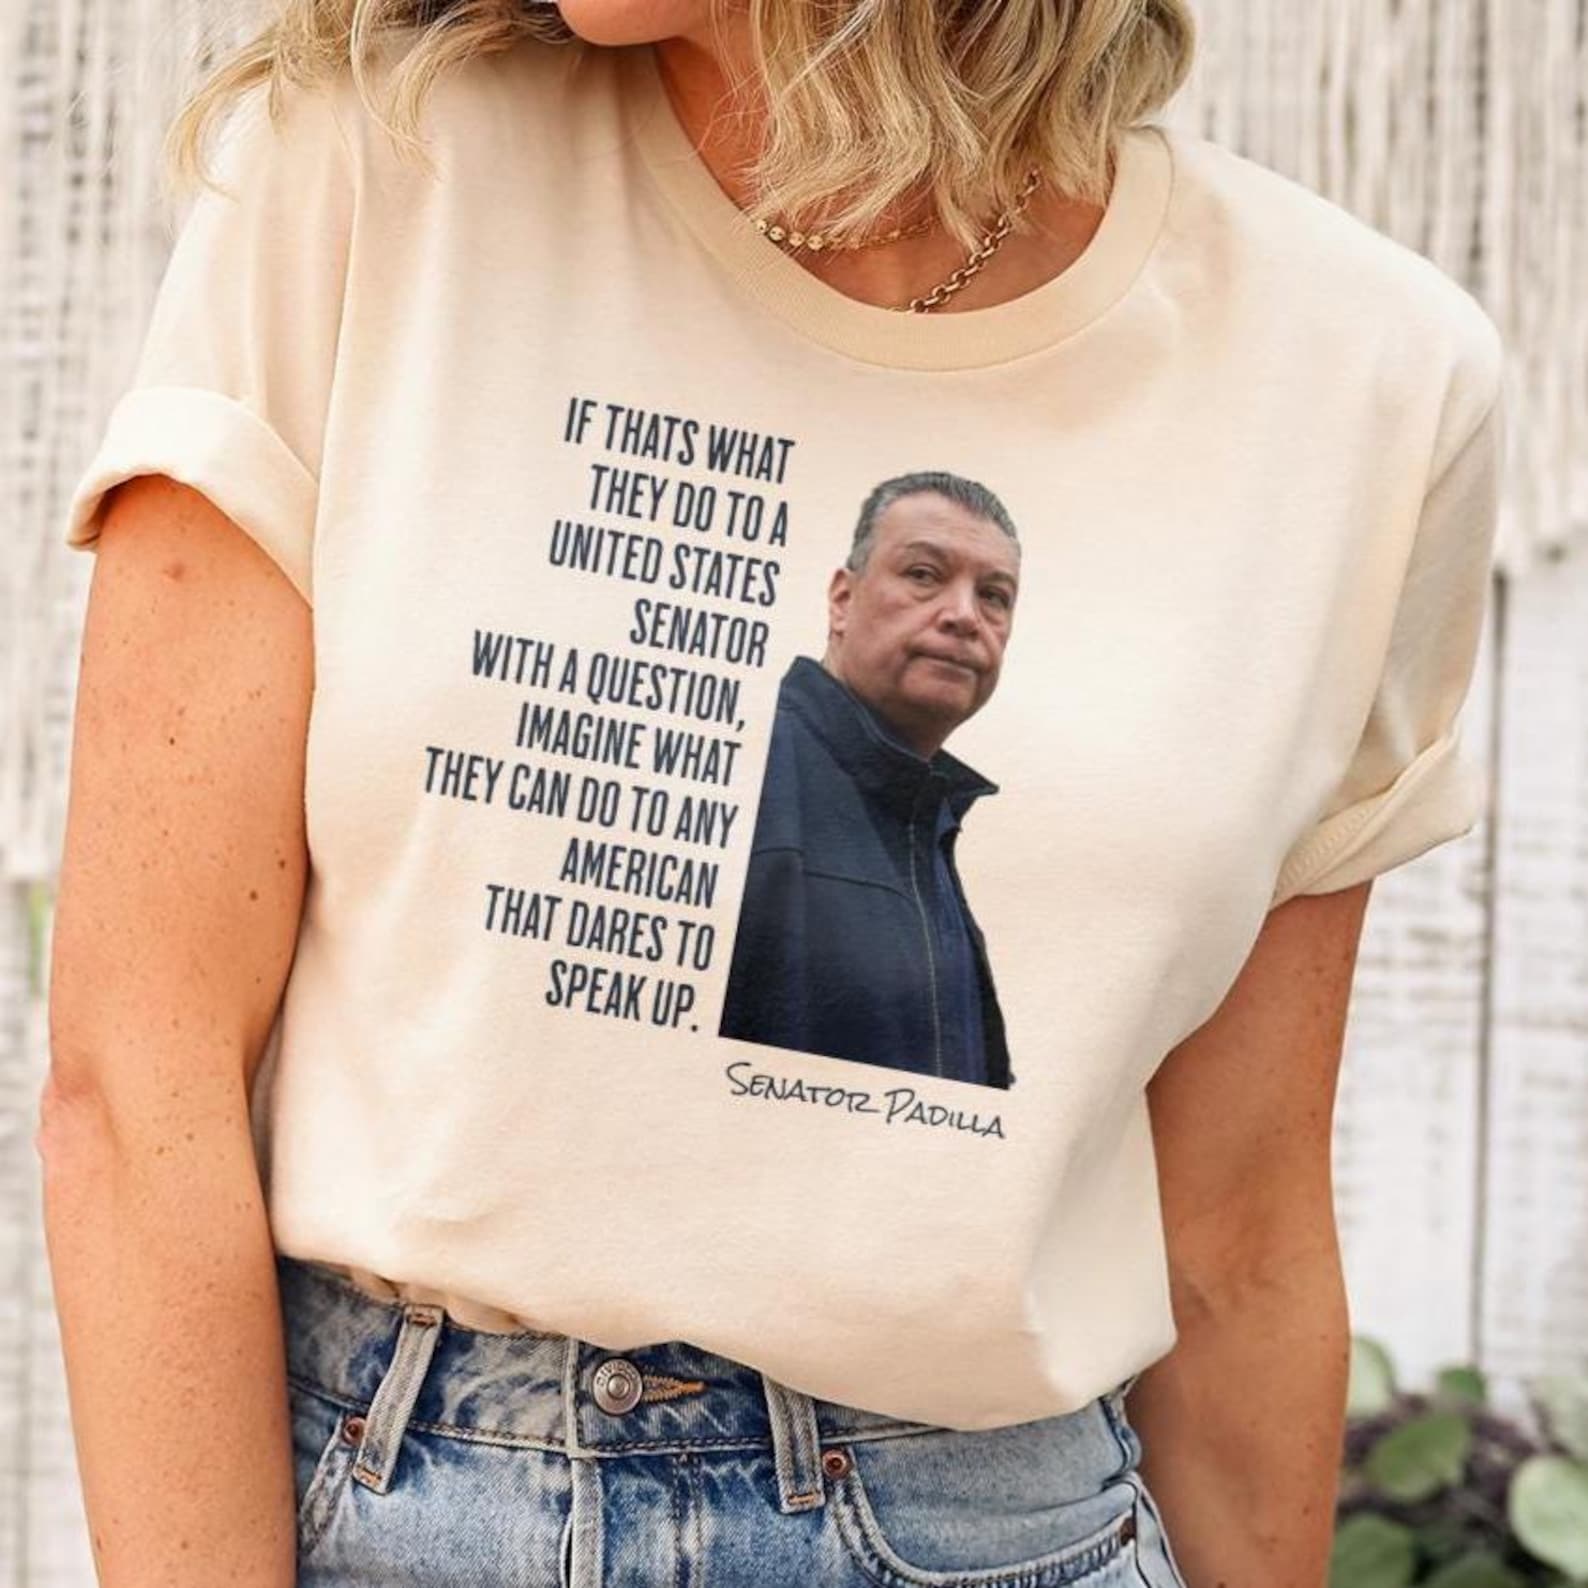 IF THATS WHAT
THEY DO TO A
UNITED STATES
SENATOR
WITH A QUESTION,
IMAGINE WHAT
THEY CAN DO TO ANY
AMERICAN
THAT DARES TO
SPEAK UP.
SENATOR PADILLA